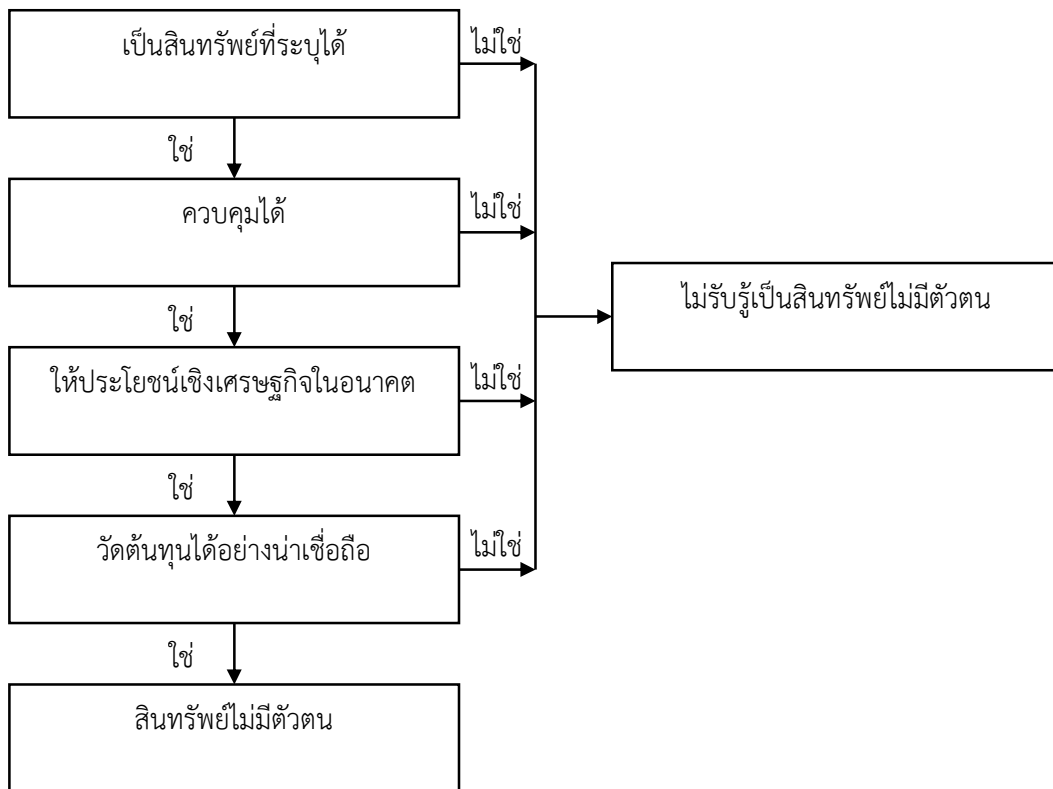 เป็นสินทรัพย์ที่ระบุได้
ไม่ใช่
ใช่
ควบคุมได้
ไม่ใช่
ใช่
ไม่รับรู้เป็นสินทรัพย์ไม่มีตัวตน
ให้ประโยชน์เชิงเศรษฐกิจในอนาคต
ไม่ใช่
ใช่
วัดต้นทุนได้อย่างน่าเชื่อถือ
ไม่ใช่
ใช่
สินทรัพย์ไม่มีตัวตน